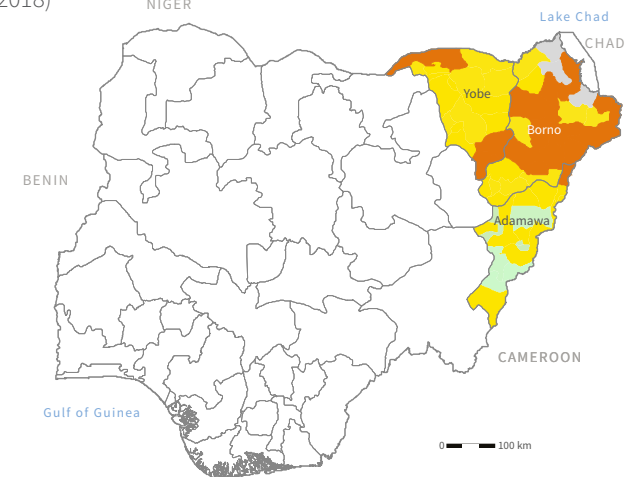 2018)
NIGER
Lake Chad
CHAD
Yobe
Borno
BENIN
Adamawa
CAMEROON
Gulf of Guinea
0 100 km